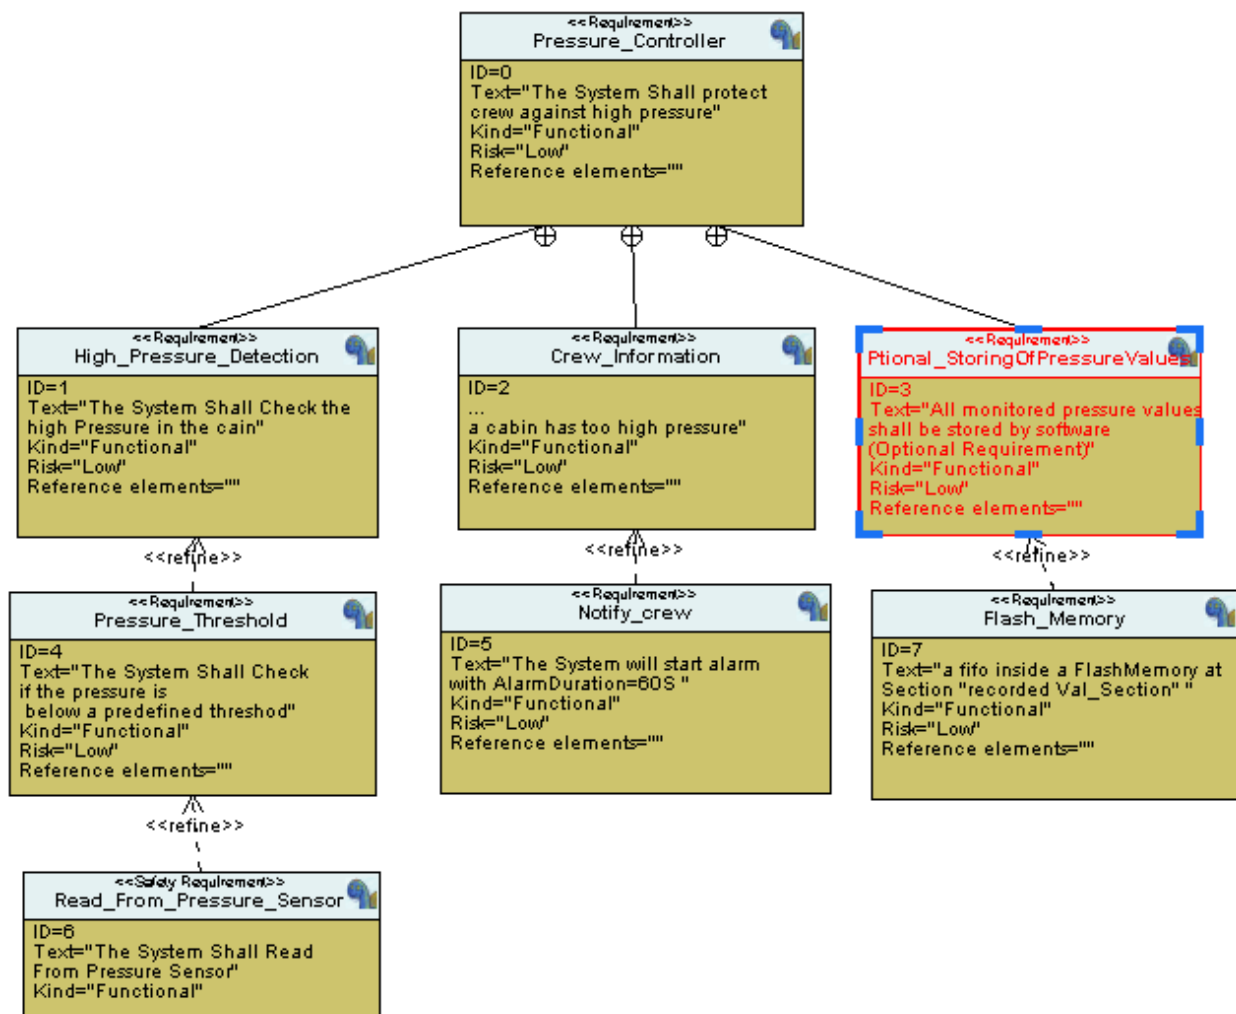 <<Requirement>>
Pressure_Controller
ID=0
Text="The System Shall protect
crew against high pressure"
Kind="Functional"
Risk="Low"
Reference elements=""
<<Requirement>>
High_Pressure_Detection
ID=1
Text="The System Shall Check the
high Pressure in the cain"
Kind="Functional"
Risk="Low"
Reference elements=""
<<Requirement>>
Crew_Information
ID=2
...
a cabin has too high pressure"
Kind="Functional"
Risk="Low"
Reference elements=""
<<Requirement>>
Ptional_StoringOfPressureValues
ID=3
Text="All monitored pressure values
shall be stored by software
(Optional Requirement)"
Kind="Functional"
Risk="Low"
Reference elements=""
<<refine>>
<<refine>>
<<refine>>
<<Requirement>>
Pressure_Threshold
ID=4
Text="The System Shall Check
if the pressure is
below a predefined threshod"
Kind="Functional"
Risk="Low"
Reference elements=""
<<Requirement>>
Notify_crew
ID=5
Text="The System will start alarm
with AlarmDuration=60S "
Kind="Functional"
Risk="Low"
Reference elements=""
<<Requirement>>
Flash_Memory
ID=7
Text="a fifo inside a FlashMemory at
Section "recorded Val_Section" "
Kind="Functional"
Risk="Low"
Reference elements=""
<<refine>>
<<Safety Requirement>>
Read_From_Pressure_Sensor
ID=6
Text="The System Shall Read
From Pressure Sensor"
Kind="Functional"